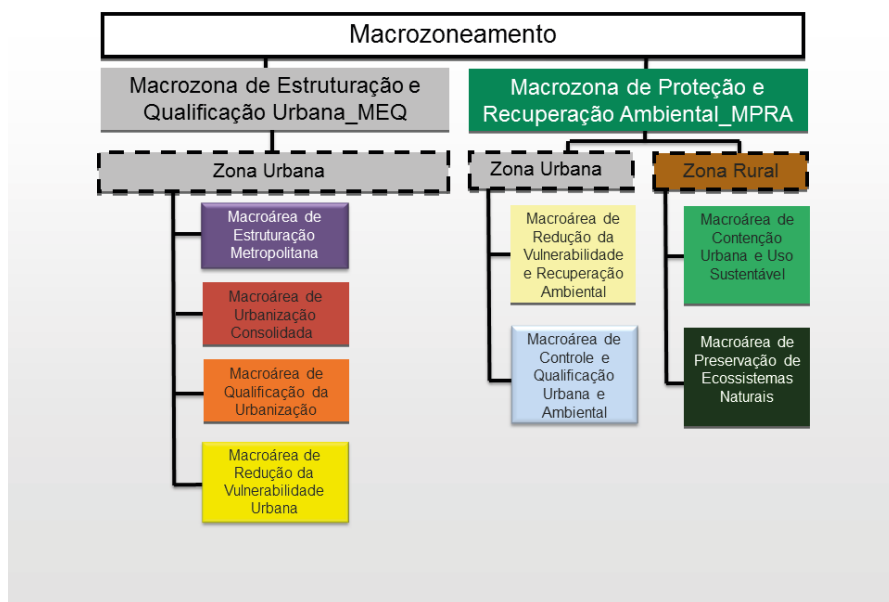 Macrozoneamento
Macrozona de Estruturação e
Qualificação Urbana_MEQ
Zona Urbana
Macroárea de
Estruturação
Metropolitana
Macroárea de
Urbanização
Consolidada
Macroárea de
Qualificação da
Urbanização
Macroárea de
Redução da
Vulnerabilidade
Urbana
Macrozona de Proteção e
Recuperação Ambiental_MPRA
Zona Urbana
Macroárea de
Redução da
Vulnerabilidade
e Recuperação
Ambiental
Macroárea de
Controle e
Qualificação
Urbana e
Ambiental
Zona Rural
Macroárea de
Contenção
Urbana e Uso
Sustentável
Macroárea de
Preservação de
Ecossistemas
Naturais